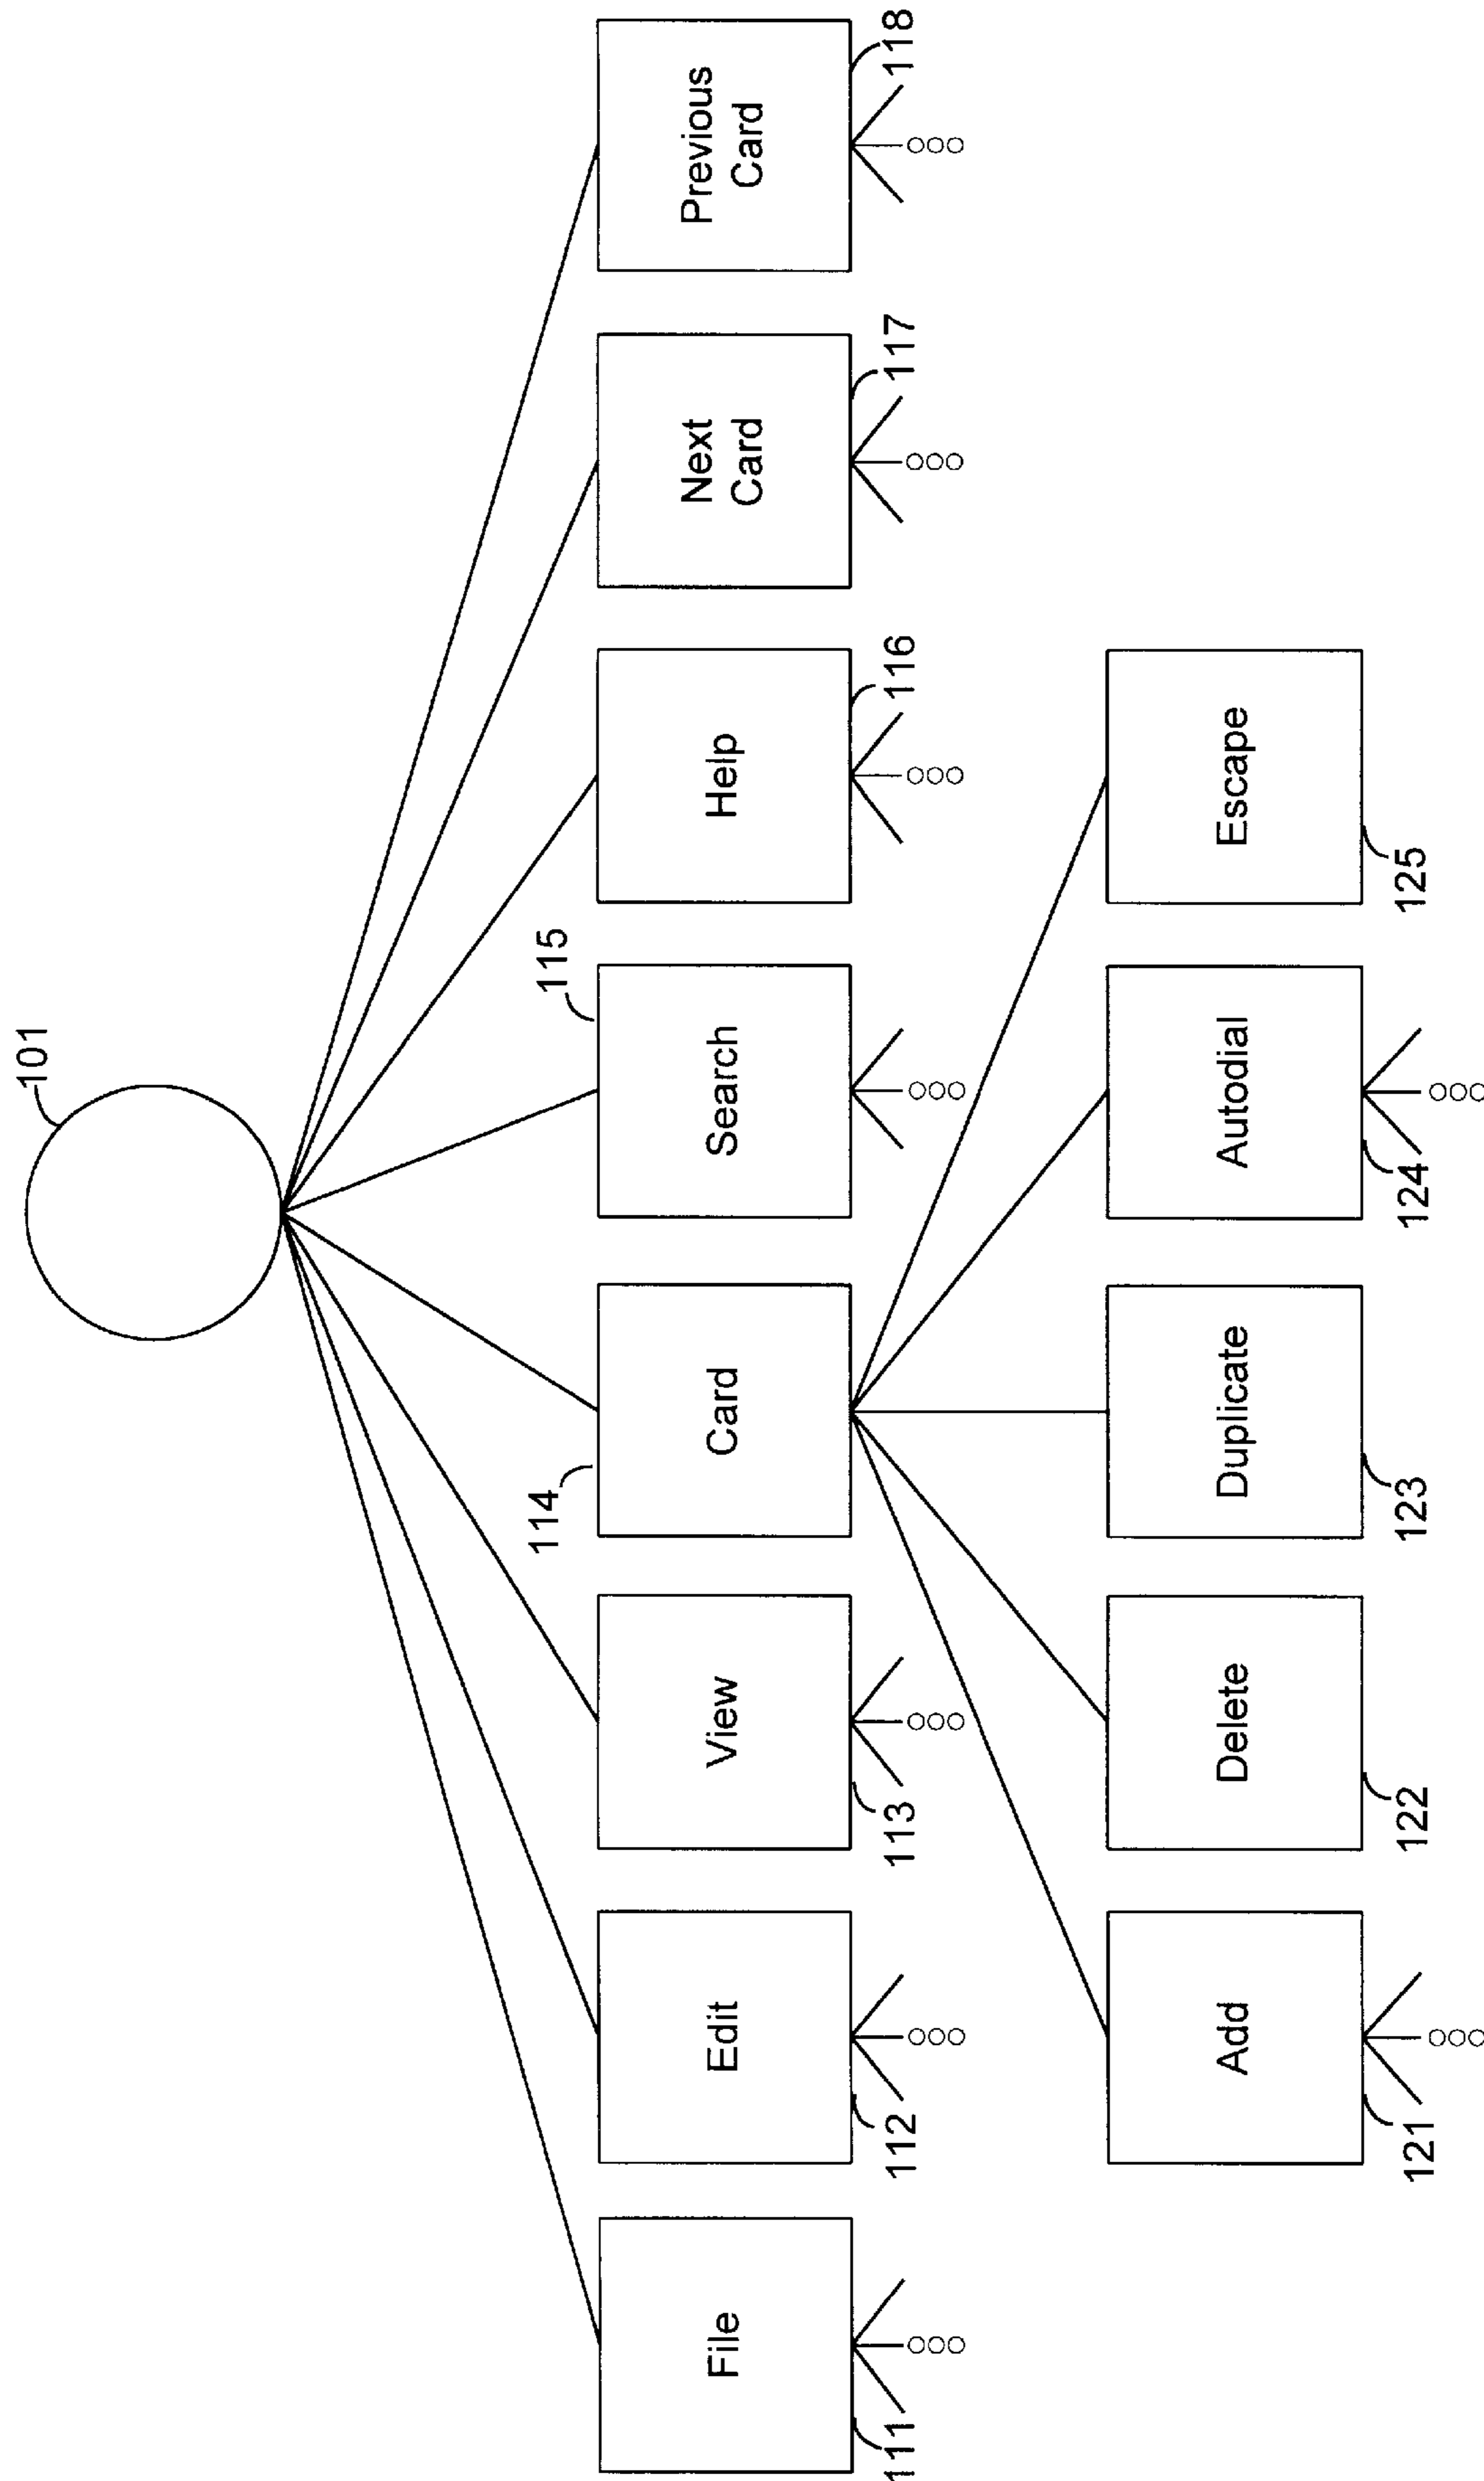 101
114
115
File
Edit
View
Card
Search
Help
Next
Card
Previous
Card
111
112
113
116
117
118
Add
Delete
Duplicate
Autodial
Escape
121
122
123
124
125